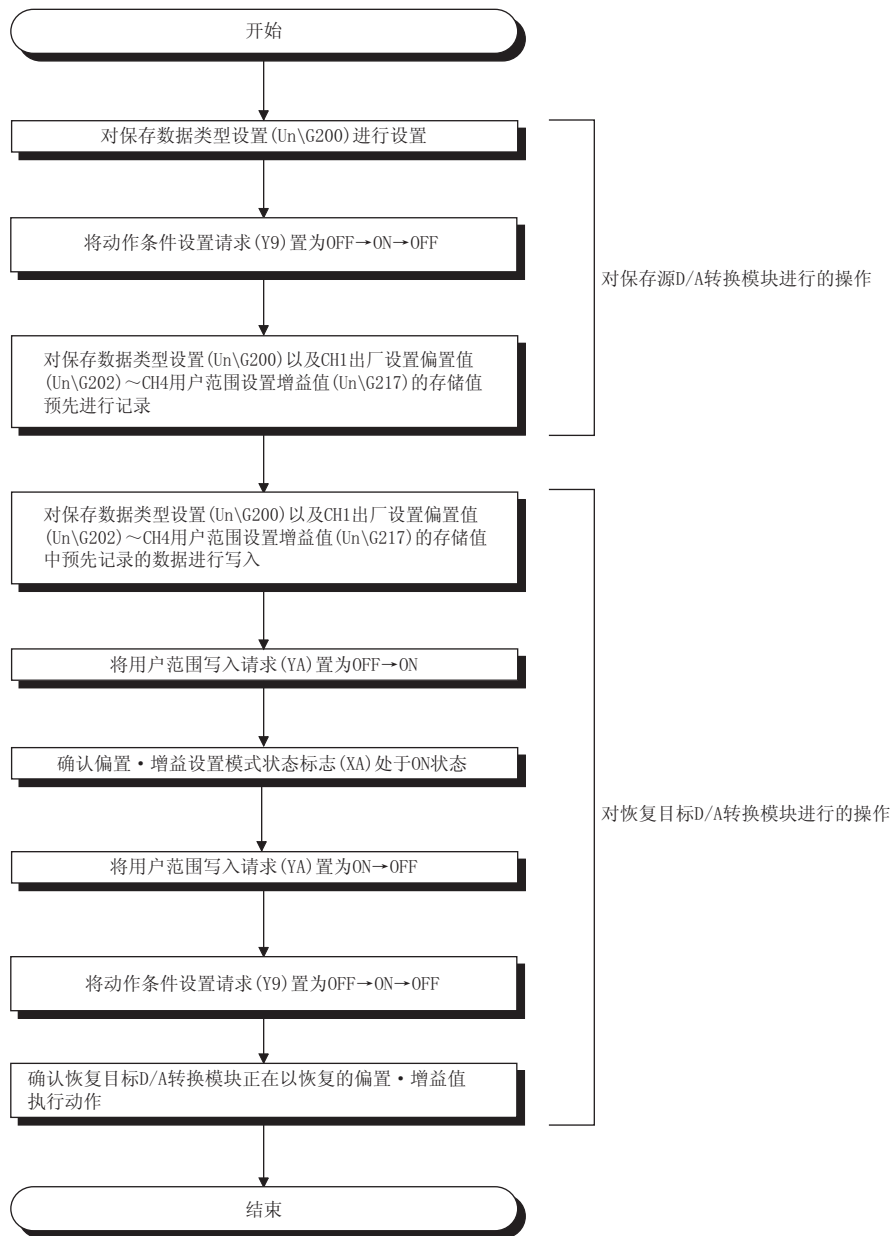 开始
对保存数据类型设置(Un\G200)进行设置
将动作条件设置请求(Y9)置为OFF→ON→OFF
对保存源D/A转换模块进行的操作
对保存数据类型设置(Un\G200)以及CH1出厂设置偏置值
(Un\G202)～CH4用户范围设置增益值(Un\G217)的存储值
预先进行记录
对保存数据类型设置(Un\G200)以及CH1出厂设置偏置值
(Un\G202)～CH4用户范围设置增益值(Un\G217)的存储值
中预先记录的数据进行写入
将用户范围写入请求(YA)置为OFF→ON
确认偏置·增益设置模式状态标志(XA)处于ON状态
对恢复目标D/A转换模块进行的操作
将用户范围写入请求(YA)置为ON→OFF
将动作条件设置请求(Y9)置为OFF→ON→OFF
确认恢复目标D/A转换模块正在以恢复的偏置·增益值
执行动作
结束